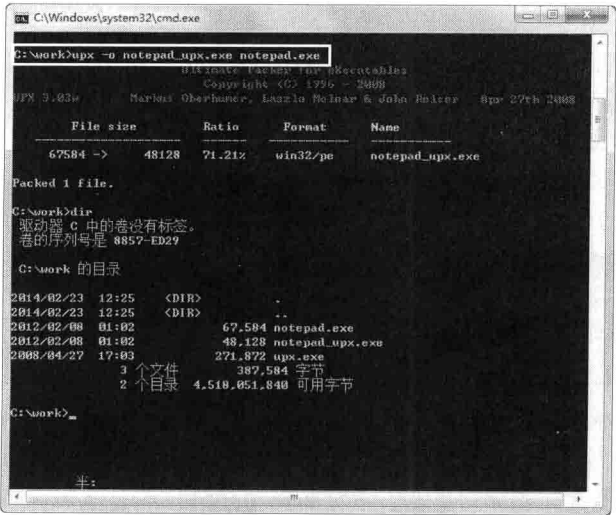 C:\Windows\system32\cmd.exe
C:\work>upx -o notepad_upx.exe notepad.exe
Ultimate Packer for eXecutables
Copyright (C) 1996 - 2008
UPX 3.03w Markus Oberhumer, Laszlo Molnar & John Reiser Apr 27th 2008
File size Ratio Format Name
67584 -> 48128 71.21% win32/pe notepad_upx.exe
Packed 1 file.
C:\work>dir
驱动器 C 中的卷没有标签。
卷的序列号是 8857-ED29
C:\work 的目录
2014/02/23 12:25 <DIR> .
2014/02/23 12:25 <DIR> ..
2012/02/08 01:02 67,584 notepad.exe
2012/02/08 01:02 48,128 notepad_upx.exe
2008/04/27 17:03 271,872 upx.exe
3 个文件 387,584 字节
2 个目录 4,518,051,840 可用字节
C:\work>_
半: